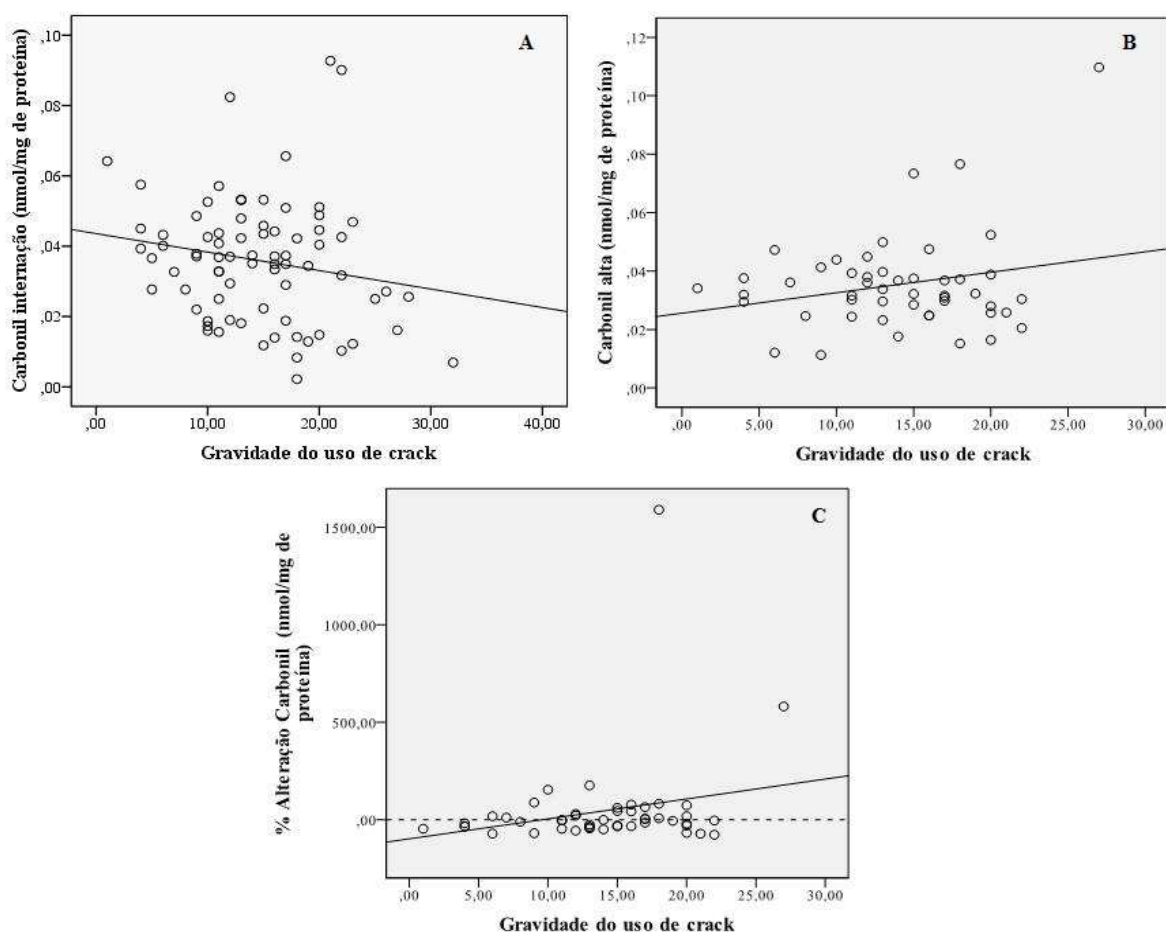 A
Carbonil internação (nmol/mg de proteína)
,10
,08
,06
,04
,02
,00
,00 10,00 20,00 30,00 40,00
Gravidade do uso de crack
B
Carbonil alta (nmol/mg de proteína)
,12
,10
,08
,06
,04
,02
,00
,00 5,00 10,00 15,00 20,00 25,00 30,00
Gravidade do uso de crack
C
% Alteração Carbonil (nmol/mg de
proteína)
1500,00
1000,00
500,00
,00
,00 5,00 10,00 15,00 20,00 25,00 30,00
Gravidade do uso de crack